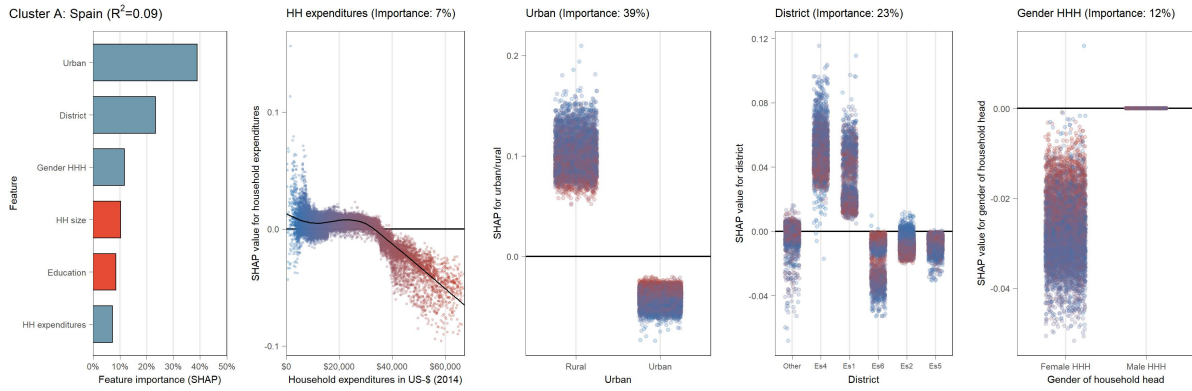 Cluster A: Spain (R²=0.09)
Feature
Urban
District
Gender HHH
HH size
Education
HH expenditures
0% 10% 20% 30% 40% 50%
Feature importance (SHAP)
HH expenditures (Importance: 7%)
SHAP value for household expenditures
0.1
0.0
-0.1
$0 $20,000 $40,000 $60,000
Household expenditures in US-$ (2014)
Urban (Importance: 39%)
SHAP for urban/rural
0.2
0.1
0.0
Rural Urban
Urban
District (Importance: 23%)
SHAP value for district
0.12
0.08
0.04
0.00
-0.04
Other Es4 Es1 Es6 Es2 Es5
District
Gender HHH (Importance: 12%)
SHAP value for gender of household head
0.00
-0.02
-0.04
Female HHH Male HHH
Gender of household head